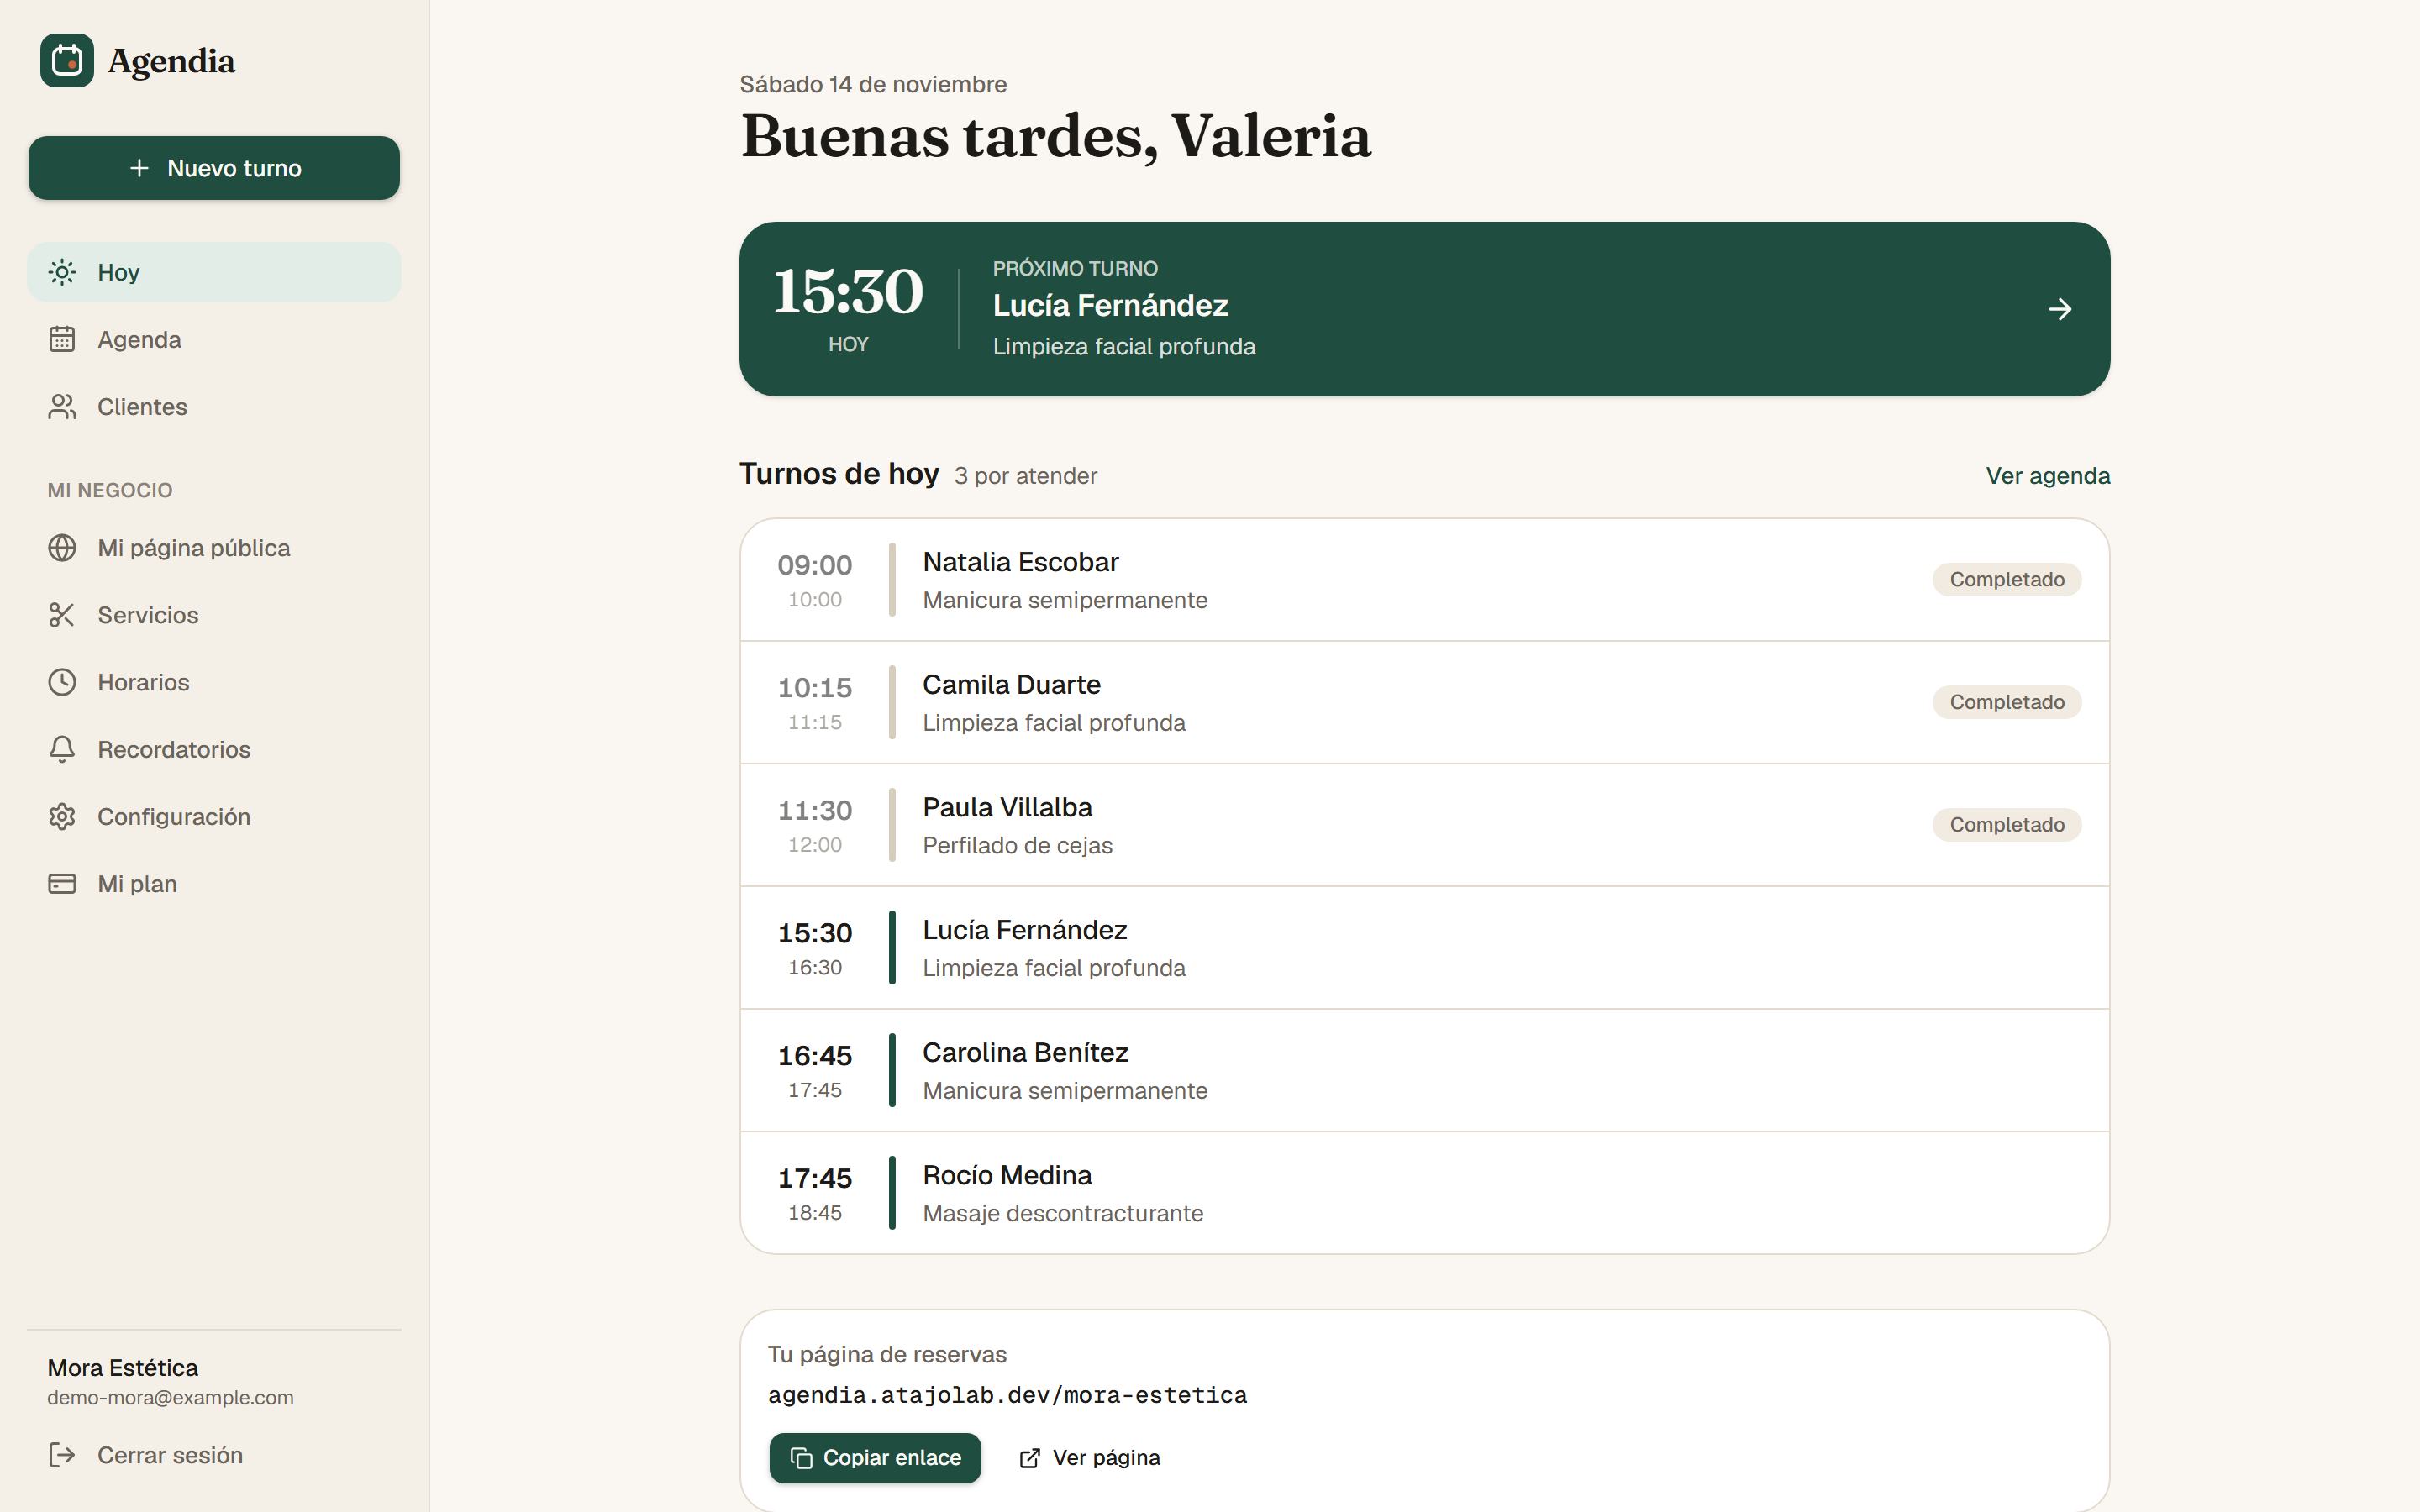 Agendia
Nuevo turno
Hoy
Agenda
Clientes
MI NEGOCIO
Mi página pública
Servicios
Horarios
Recordatorios
Configuración
Mi plan
Mora Estética
demo-mora@example.com
Cerrar sesión
Sábado 14 de noviembre
Buenas tardes, Valeria
15:30
HOY
PRÓXIMO TURNO
Lucía Fernández
Limpieza facial profunda
Turnos de hoy 3 por atender
Ver agenda
09:00
10:00
Natalia Escobar
Manicura semipermanente
Completado
10:15
11:15
Camila Duarte
Limpieza facial profunda
Completado
11:30
12:00
Paula Villalba
Perfilado de cejas
Completado
15:30
16:30
Lucía Fernández
Limpieza facial profunda
16:45
17:45
Carolina Benítez
Manicura semipermanente
17:45
18:45
Rocío Medina
Masaje descontracturante
Tu página de reservas
agendia.atajolab.dev/mora-estetica
Copiar enlace
Ver página